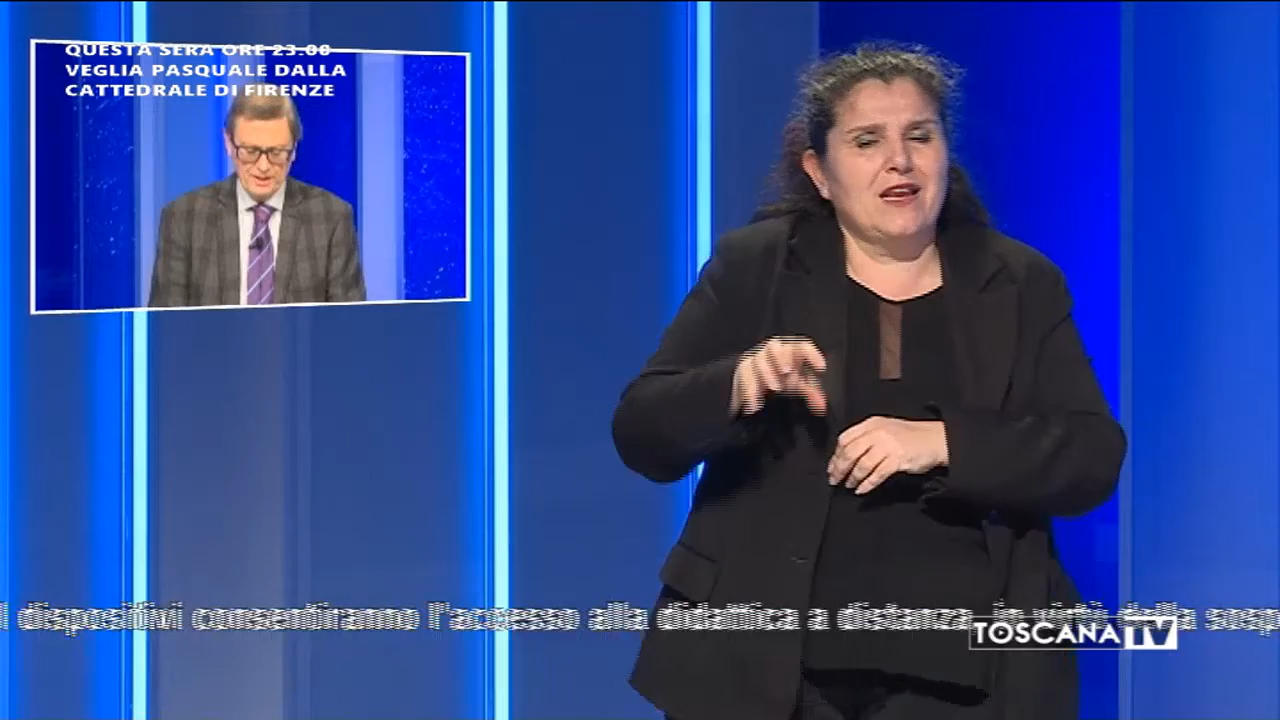 QUESTA SERA ORE 23.00
VEGLIA PASQUALE DALLA
CATTEDRALE DI FIRENZE
I dispositivi consentiranno l'accesso alla didattica a distanza, in virtù della sosp
TOSCANA TV